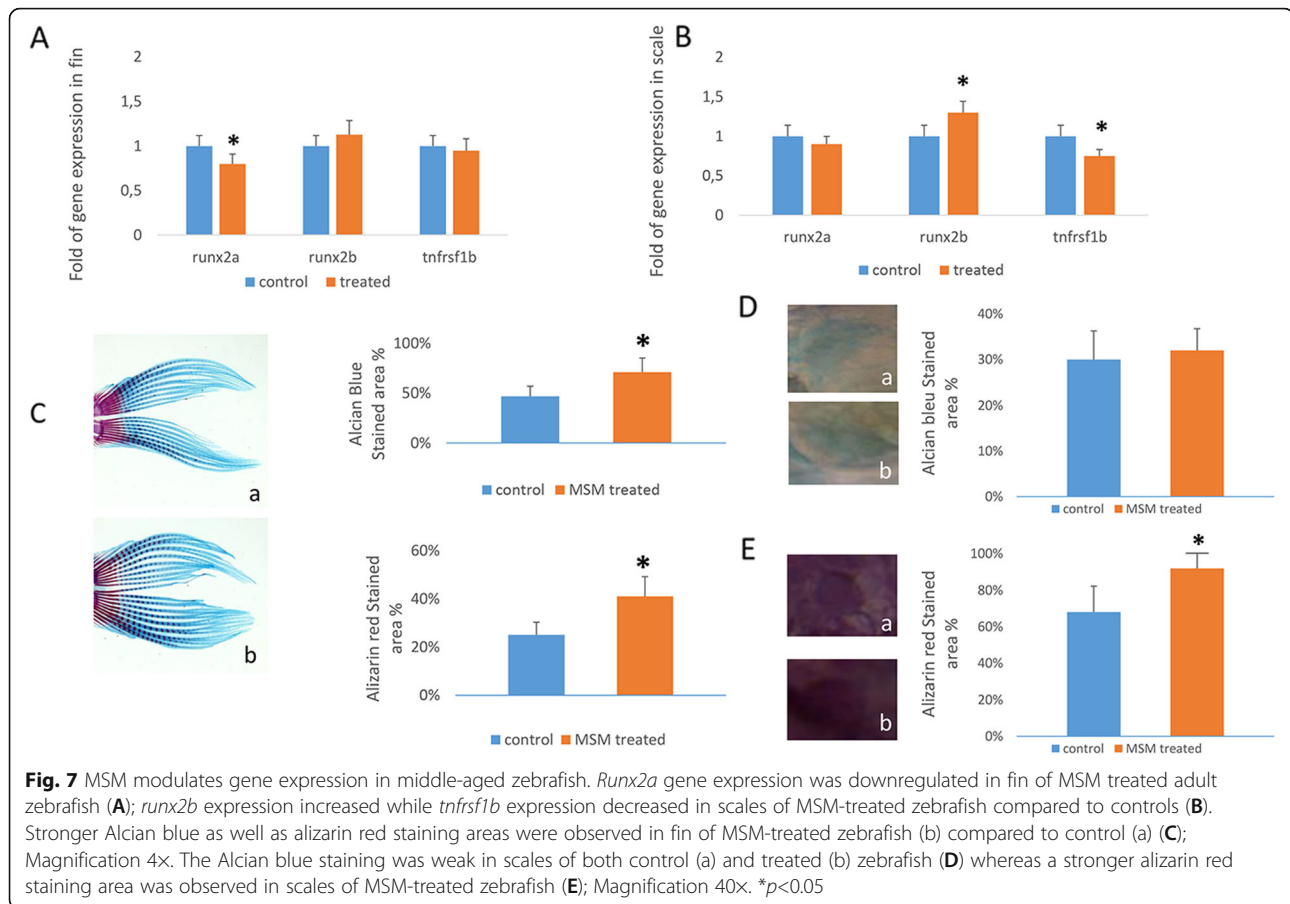 A
Fold of gene expression in fin
2
1,5
1
0,5
0
*
runx2a
runx2b
tnfrsf1b
control
treated
B
Fold of gene expression in scale
2
1,5
1
0,5
0
*
*
runx2a
runx2b
tnfrsf1b
control
treated
C
a
b
Alcian Blue
Stained area %
100%
50%
0%
*
control
MSM treated
Alizarin red Stained
area %
60%
40%
20%
0%
*
control
MSM treated
D
a
b
Alcian bleu Stained
area %
40%
30%
20%
10%
0%
control
MSM treated
E
a
b
Alizarin red Stained
area %
100%
80%
60%
40%
20%
0%
*
control
MSM treated
Fig. 7 MSM modulates gene expression in middle-aged zebrafish. Runx2a gene expression was downregulated in fin of MSM treated adult
zebrafish (A); runx2b expression increased while tnfrsf1b expression decreased in scales of MSM-treated zebrafish compared to controls (B).
Stronger Alcian blue as well as alizarin red staining areas were observed in fin of MSM-treated zebrafish (b) compared to control (a) (C);
Magnification 4×. The Alcian blue staining was weak in scales of both control (a) and treated (b) zebrafish (D) whereas a stronger alizarin red
staining area was observed in scales of MSM-treated zebrafish (E); Magnification 40×. *p<0.05